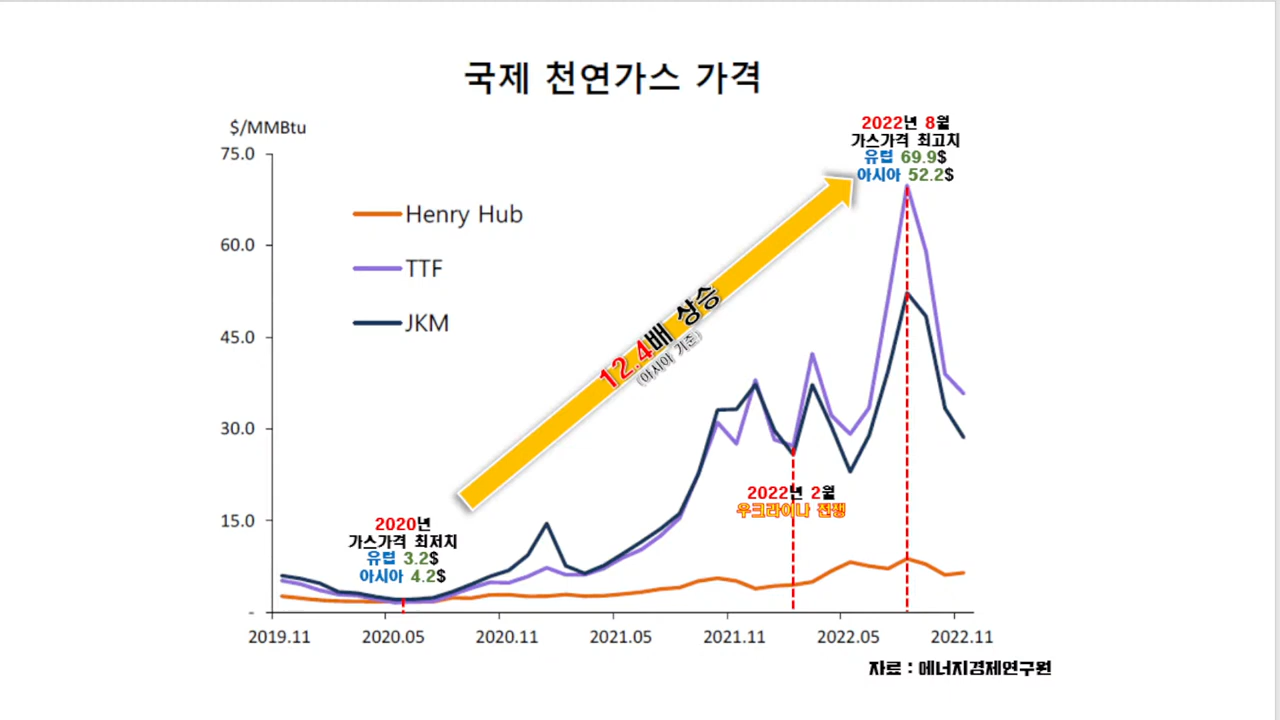 국제 천연가스 가격
$/MMBtu
75.0
60.0
45.0
30.0
15.0
-
Henry Hub
TTF
JKM
2022년 8월
가스가격 최고치
유럽 69.9$
아시아 52.2$
12.4배 상승
(아시아 기준)
2022년 2월
우크라이나 전쟁
2020년
가스가격 최저치
유럽 3.2$
아시아 4.2$
2019.11 2020.05 2020.11 2021.05 2021.11 2022.05 2022.11
자료 : 에너지경제연구원